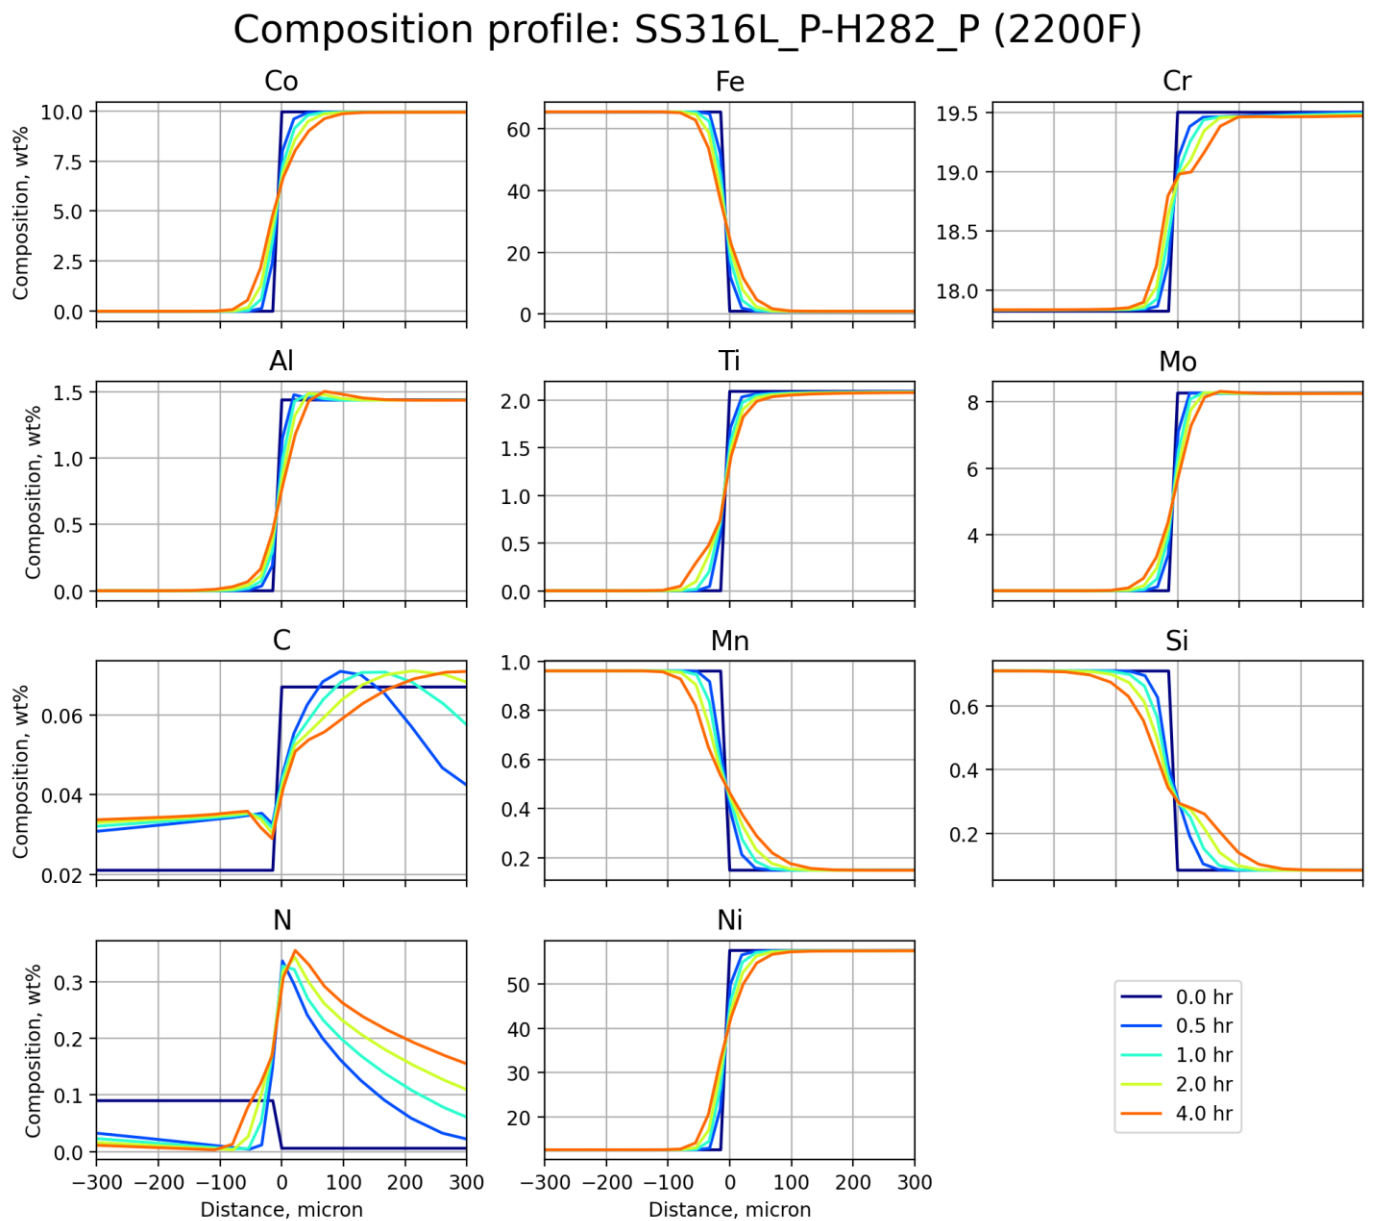 Composition profile: SS316L_P-H282_P (2200F)
Co
Fe
Cr
10.0
7.5
5.0
2.5
0.0
Composition, wt%
60
40
20
0
19.5
19.0
18.5
18.0
Al
Ti
Mo
1.5
1.0
0.5
0.0
Composition, wt%
2.0
1.5
1.0
0.5
0.0
8
6
4
C
Mn
Si
0.06
0.04
0.02
Composition, wt%
1.0
0.8
0.6
0.4
0.2
0.6
0.4
0.2
N
Ni
0.3
0.2
0.1
0.0
Composition, wt%
50
40
30
20
0.0 hr
0.5 hr
1.0 hr
2.0 hr
4.0 hr
−300 −200 −100 0 100 200 300
−300 −200 −100 0 100 200 300
Distance, micron
Distance, micron